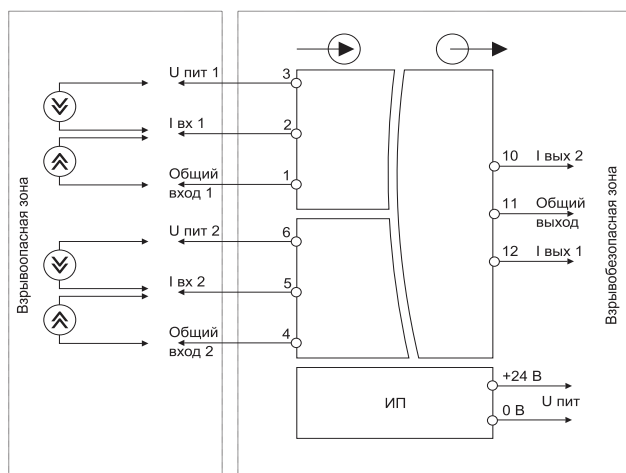 Взрывоопасная зона
U пит 1
3
I вх 1
2
Общий
вход 1
1
U пит 2
6
I вх 2
5
Общий
вход 2
4
10 I вых 2
11 Общий
выход
12 I вых 1
ИП
+24 В
U пит
0 В
Взрывобезопасная зона